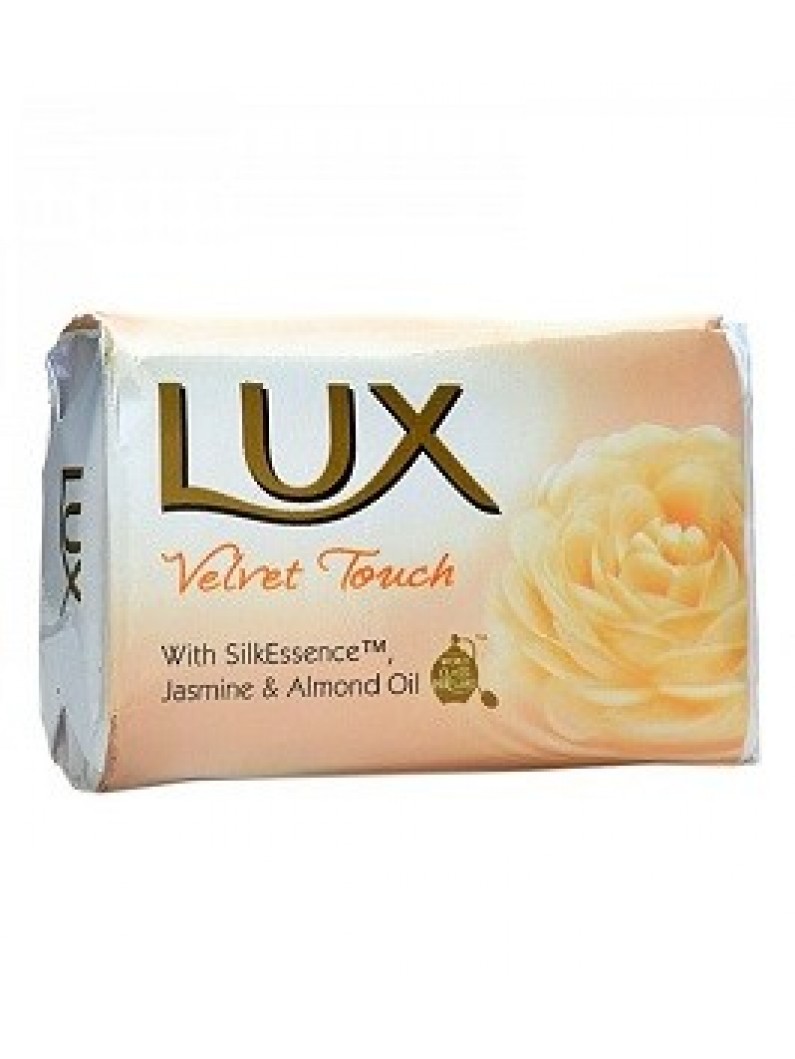 LUX
LUX
Velvet Touch
With SilkEssence™,
Jasmine & Almond Oil